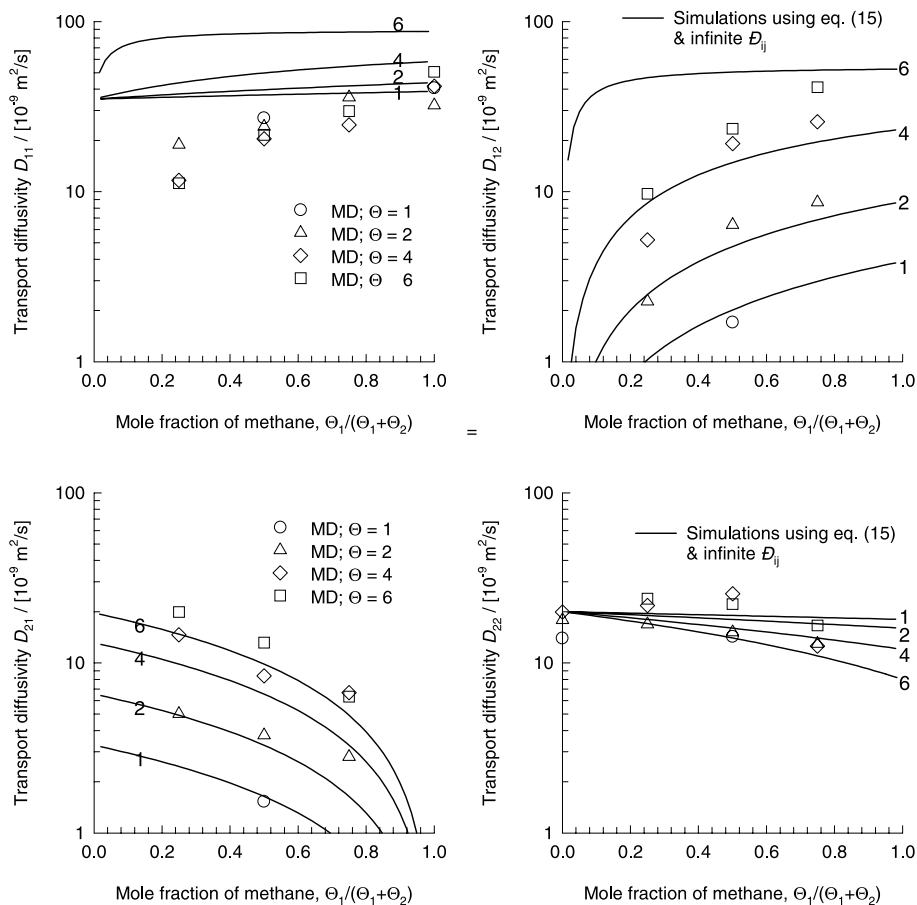 100
10
1
0.0 0.2 0.4 0.6 0.8 1.0
Transport diffusivity D11 / [10-9 m2/s]
Mole fraction of methane, Θ1/(Θ1+Θ2)
6
4
2
1
MD; Θ = 1
MD; Θ = 2
MD; Θ = 4
MD; Θ 6
100
10
1
0.0 0.2 0.4 0.6 0.8 1.0
Transport diffusivity D12 / [10-9 m2/s]
Mole fraction of methane, Θ1/(Θ1+Θ2)
Simulations using eq. (15)
& infinite Đij
6
4
2
1
=
100
10
1
0.0 0.2 0.4 0.6 0.8 1.0
Transport diffusivity D21 / [10-9 m2/s]
Mole fraction of methane, Θ1/(Θ1+Θ2)
MD; Θ = 1
MD; Θ = 2
MD; Θ = 4
MD; Θ = 6
6
4
2
1
100
10
1
0.0 0.2 0.4 0.6 0.8 1.0
Transport diffusivity D22 / [10-9 m2/s]
Mole fraction of methane, Θ1/(Θ1+Θ2)
Simulations using eq. (15)
& infinite Đij
1
2
4
6